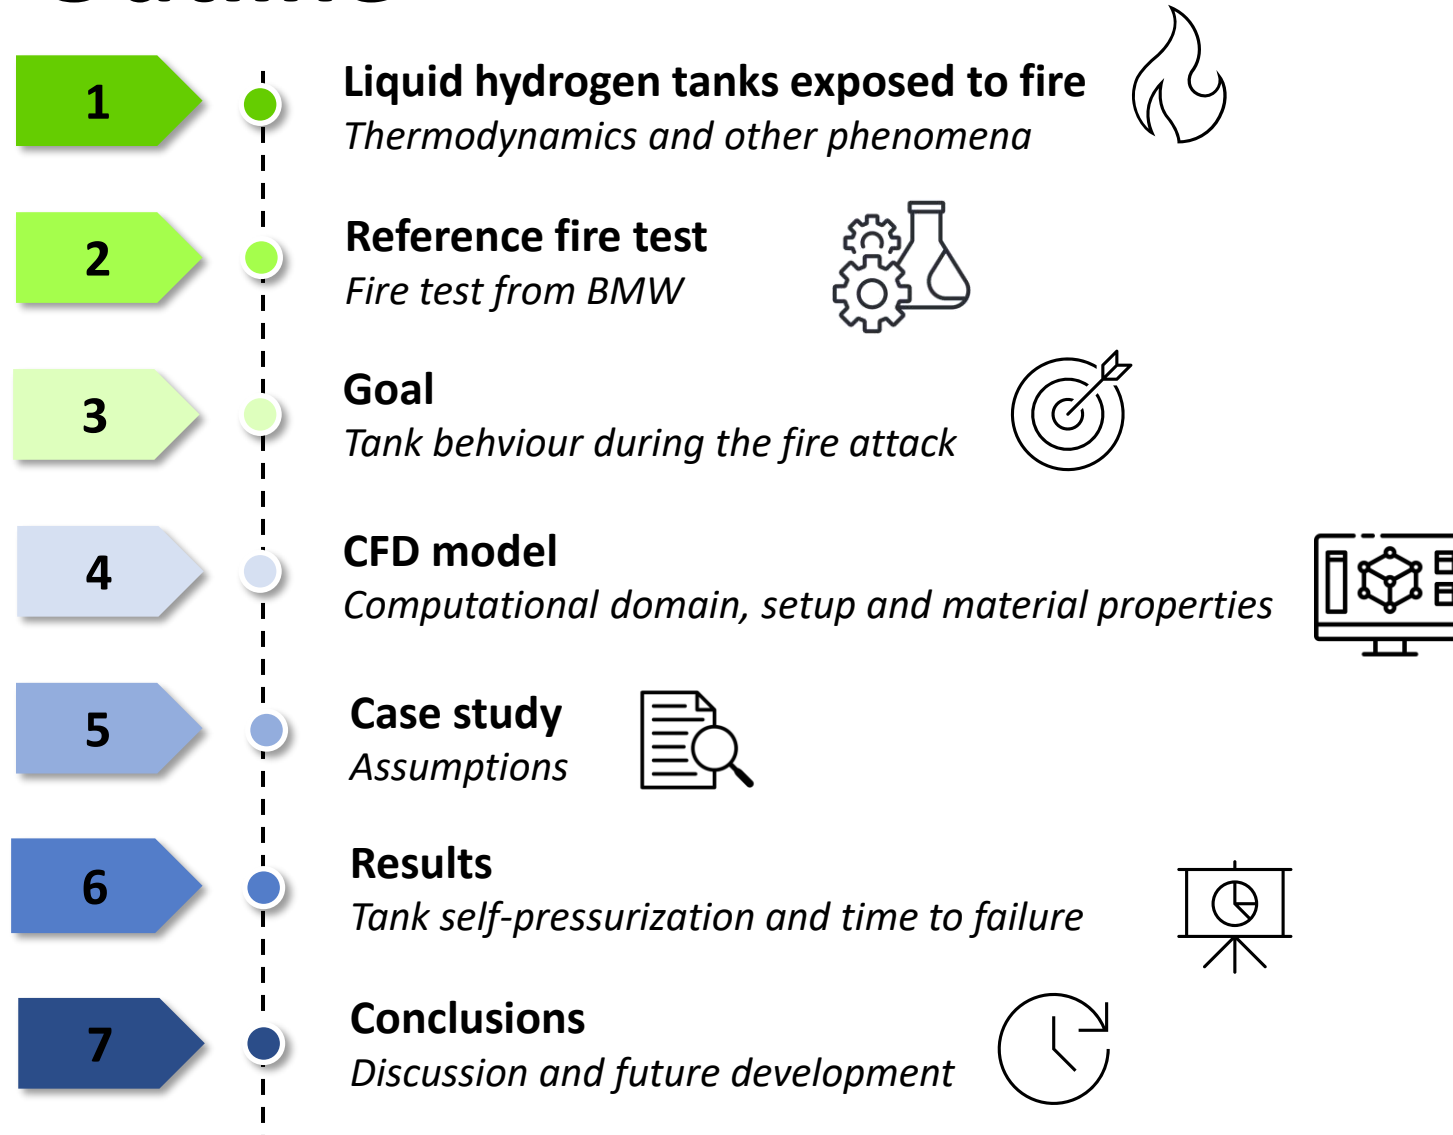 1
Liquid hydrogen tanks exposed to fire
Thermodynamics and other phenomena
2
Reference fire test
Fire test from BMW
3
Goal
Tank behviour during the fire attack
4
CFD model
Computational domain, setup and material properties
5
Case study
Assumptions
6
Results
Tank self-pressurization and time to failure
7
Conclusions
Discussion and future development